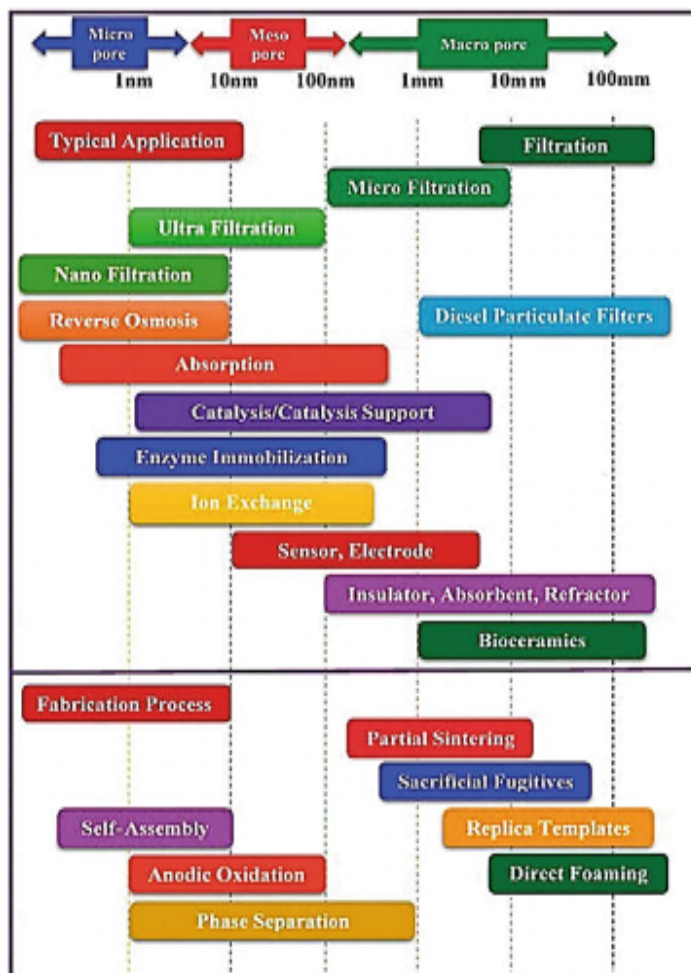 Micro
pore
Meso
pore
Macro pore
1nm
10nm
100nm
1mm
10mm
100mm
Typical Application
Filtration
Micro Filtration
Ultra Filtration
Nano Filtration
Reverse Osmosis
Diesel Particulate Filters
Absorption
Catalysis/Catalysis Support
Enzyme Immobilization
Ion Exchange
Sensor, Electrode
Insulator, Absorbent, Refractor
Bioceramics
Fabrication Process
Partial Sintering
Sacrificial Fugitives
Self-Assembly
Replica Templates
Anodic Oxidation
Direct Foaming
Phase Separation